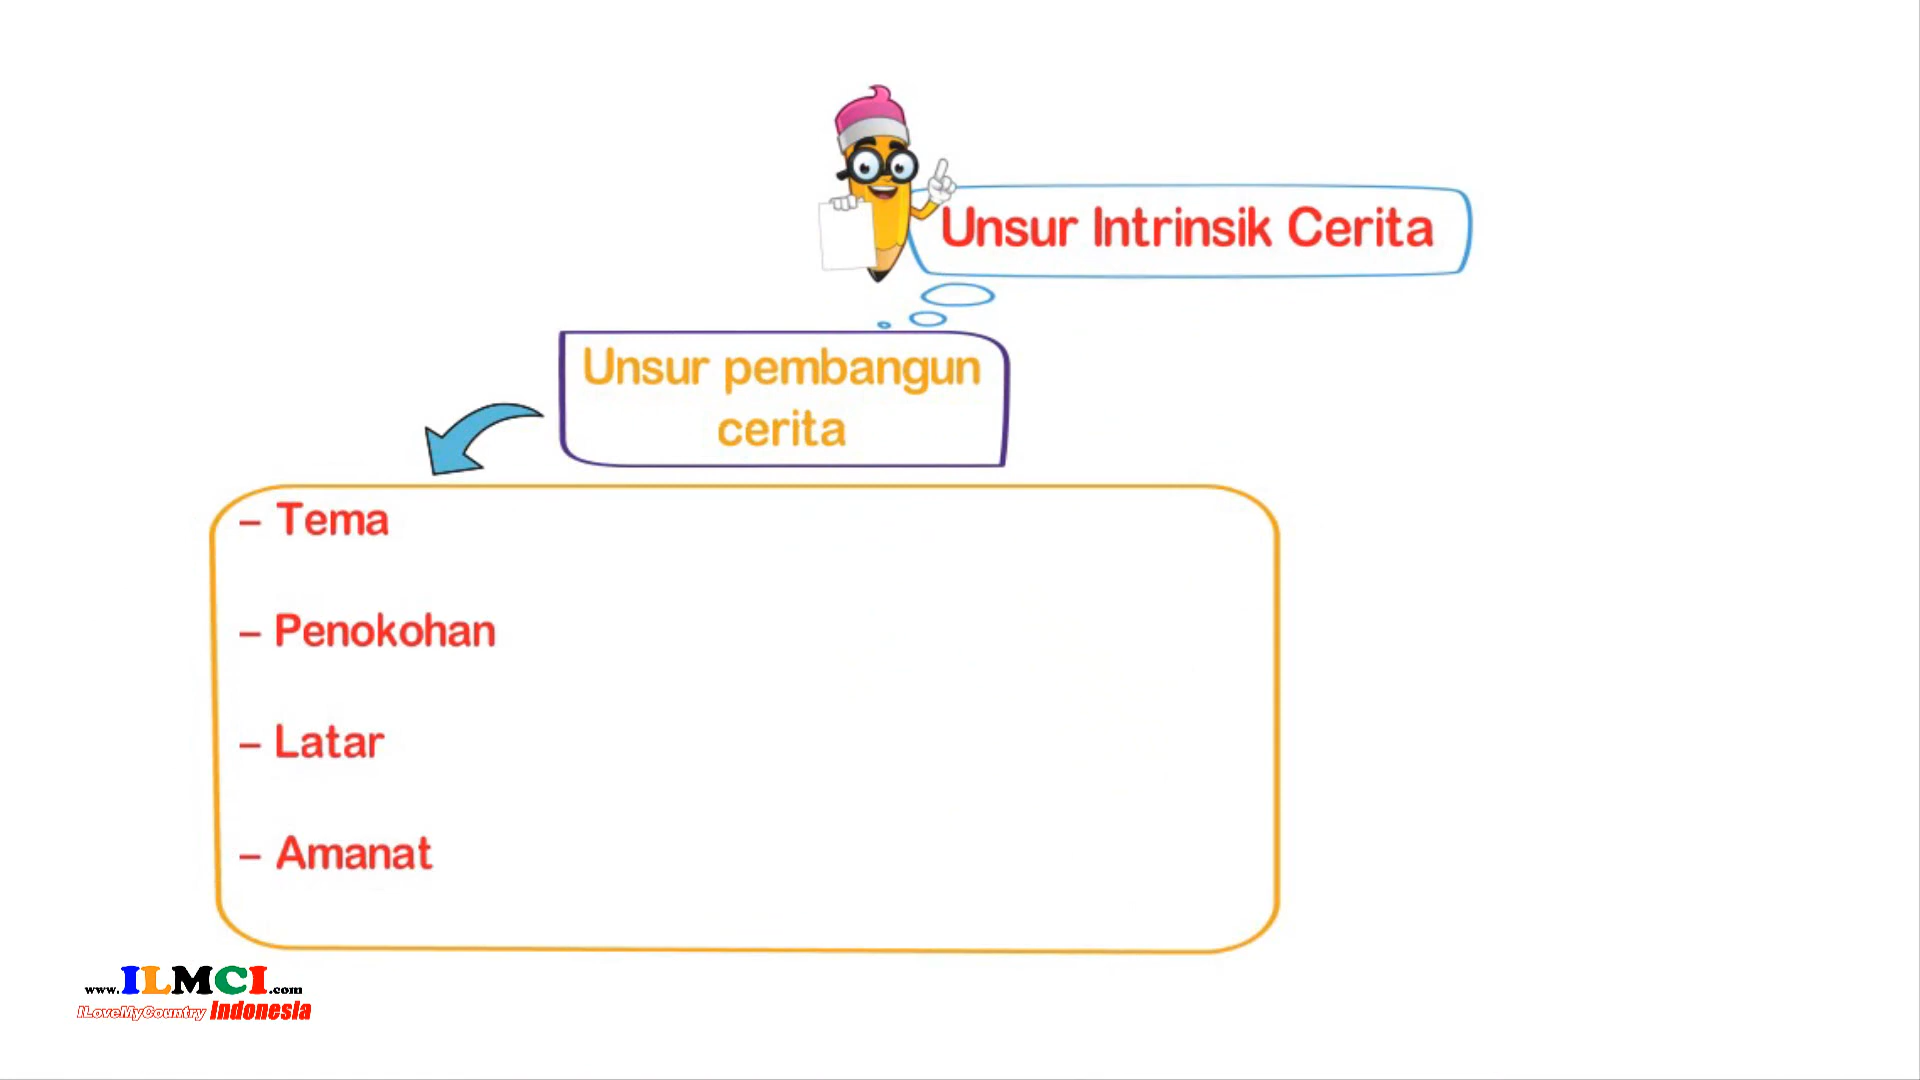 Unsur Intrinsik Cerita
Unsur pembangun
cerita
– Tema
– Penokohan
– Latar
– Amanat
www.ILMCI.com
ILoveMyCountry Indonesia